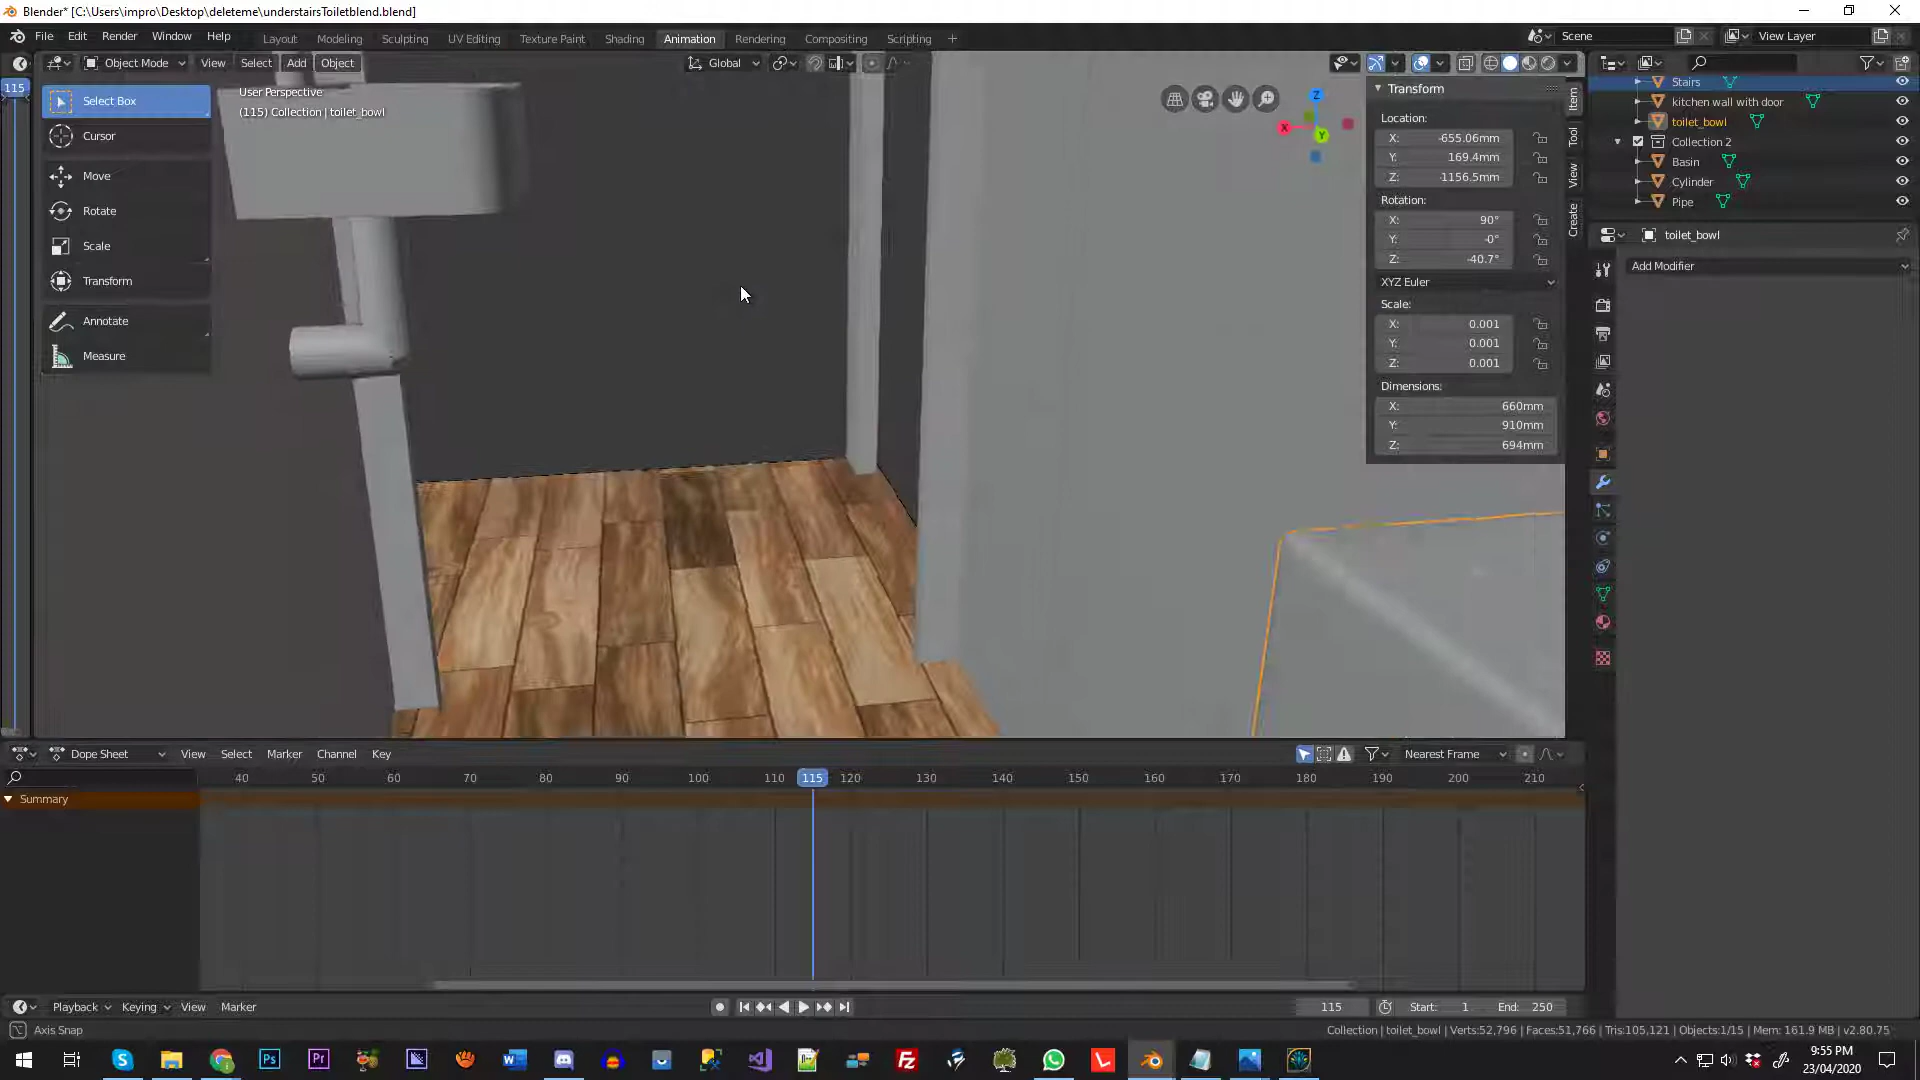 Blender* [C:\Users\impro\Desktop\deleteme\understairsToiletblend.blend]
File Edit Render Window Help
Layout Modeling Sculpting UV Editing Texture Paint Shading Animation Rendering Compositing Scripting +
Scene
View Layer
Object Mode View Select Add Object
Global
115
Select Box
Cursor
Move
Rotate
Scale
Transform
Annotate
Measure
User Perspective
(115) Collection | toilet_bowl
Z
X
Y
Transform
Location:
X: -655.06mm
Y: 169.4mm
Z: -1156.5mm
Rotation:
X: 90°
Y: -0°
Z: -40.7°
XYZ Euler
Scale:
X: 0.001
Y: 0.001
Z: 0.001
Dimensions:
X: 660mm
Y: 910mm
Z: 694mm
Item
Tool
View
Create
Stairs
kitchen wall with door
toilet_bowl
Collection 2
Basin
Cylinder
Pipe
toilet_bowl
Add Modifier
Dope Sheet View Select Marker Channel Key
Nearest Frame
40 50 60 70 80 90 100 110 115 120 130 140 150 160 170 180 190 200 210
Summary
Playback Keying View Marker
115 Start: 1 End: 250
Axis Snap
Collection | toilet_bowl | Verts:52,796 | Faces:51,766 | Tris:105,121 | Objects:1/15 | Mem: 161.9 MB | v2.80.75
9:55 PM
23/04/2020